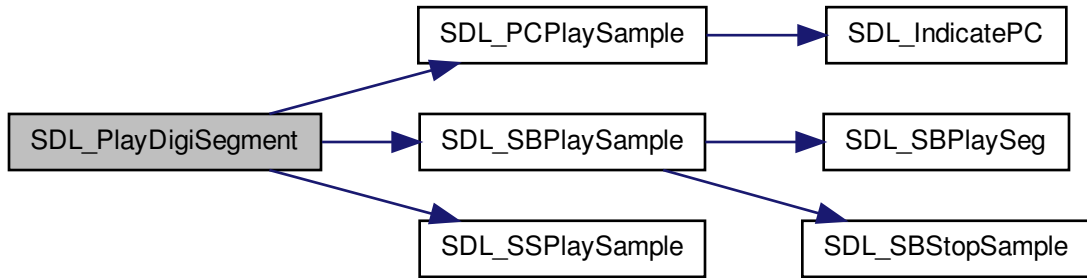 SDL_PCPlaySample
SDL_IndicatePC
SDL_PlayDigiSegment
SDL_SBPlaySample
SDL_SBPlaySeg
SDL_SSPlaySample
SDL_SBStopSample